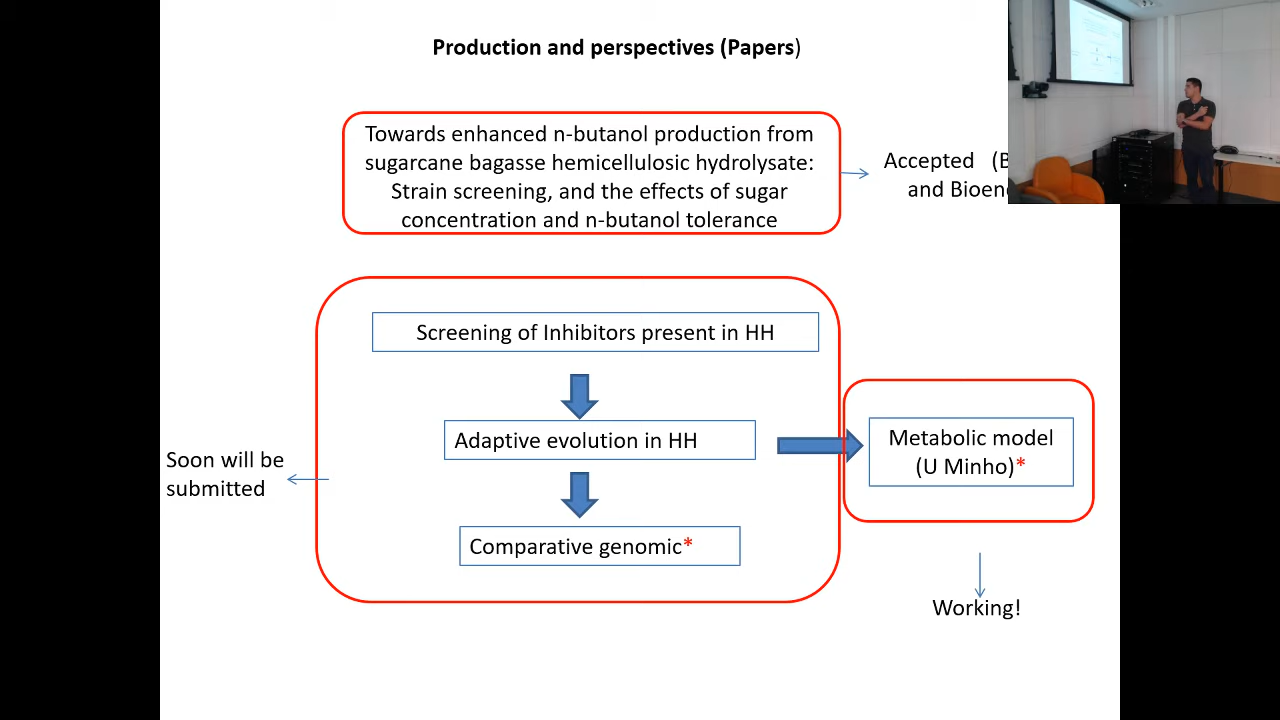 Production and perspectives (Papers)
Towards enhanced n-butanol production from
sugarcane bagasse hemicellulosic hydrolysate:
Strain screening, and the effects of sugar
concentration and n-butanol tolerance
Accepted (B
and Bioen
Screening of Inhibitors present in HH
Adaptive evolution in HH
Metabolic model
(U Minho)*
Soon will be
submitted
Comparative genomic*
Working!